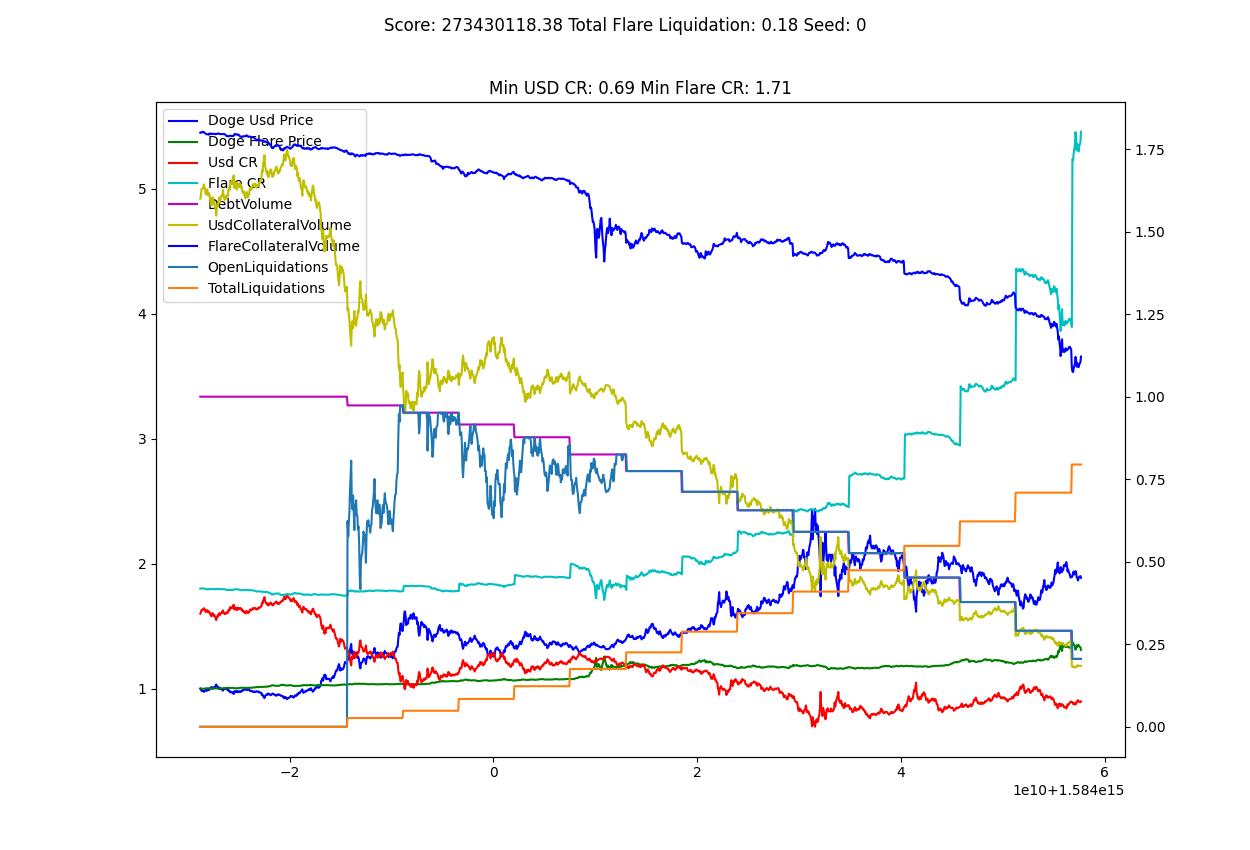 Score: 273430118.38 Total Flare Liquidation: 0.18 Seed: 0
Min USD CR: 0.69 Min Flare CR: 1.71
Doge Usd Price
Doge Flare Price
Usd CR
Flare CR
DebtVolume
UsdCollateralVolume
FlareCollateralVolume
OpenLiquidations
TotalLiquidations
5
4
3
2
1
1.75
1.50
1.25
1.00
0.75
0.50
0.25
0.00
−2 0 2 4 6
1e10+1.584e15